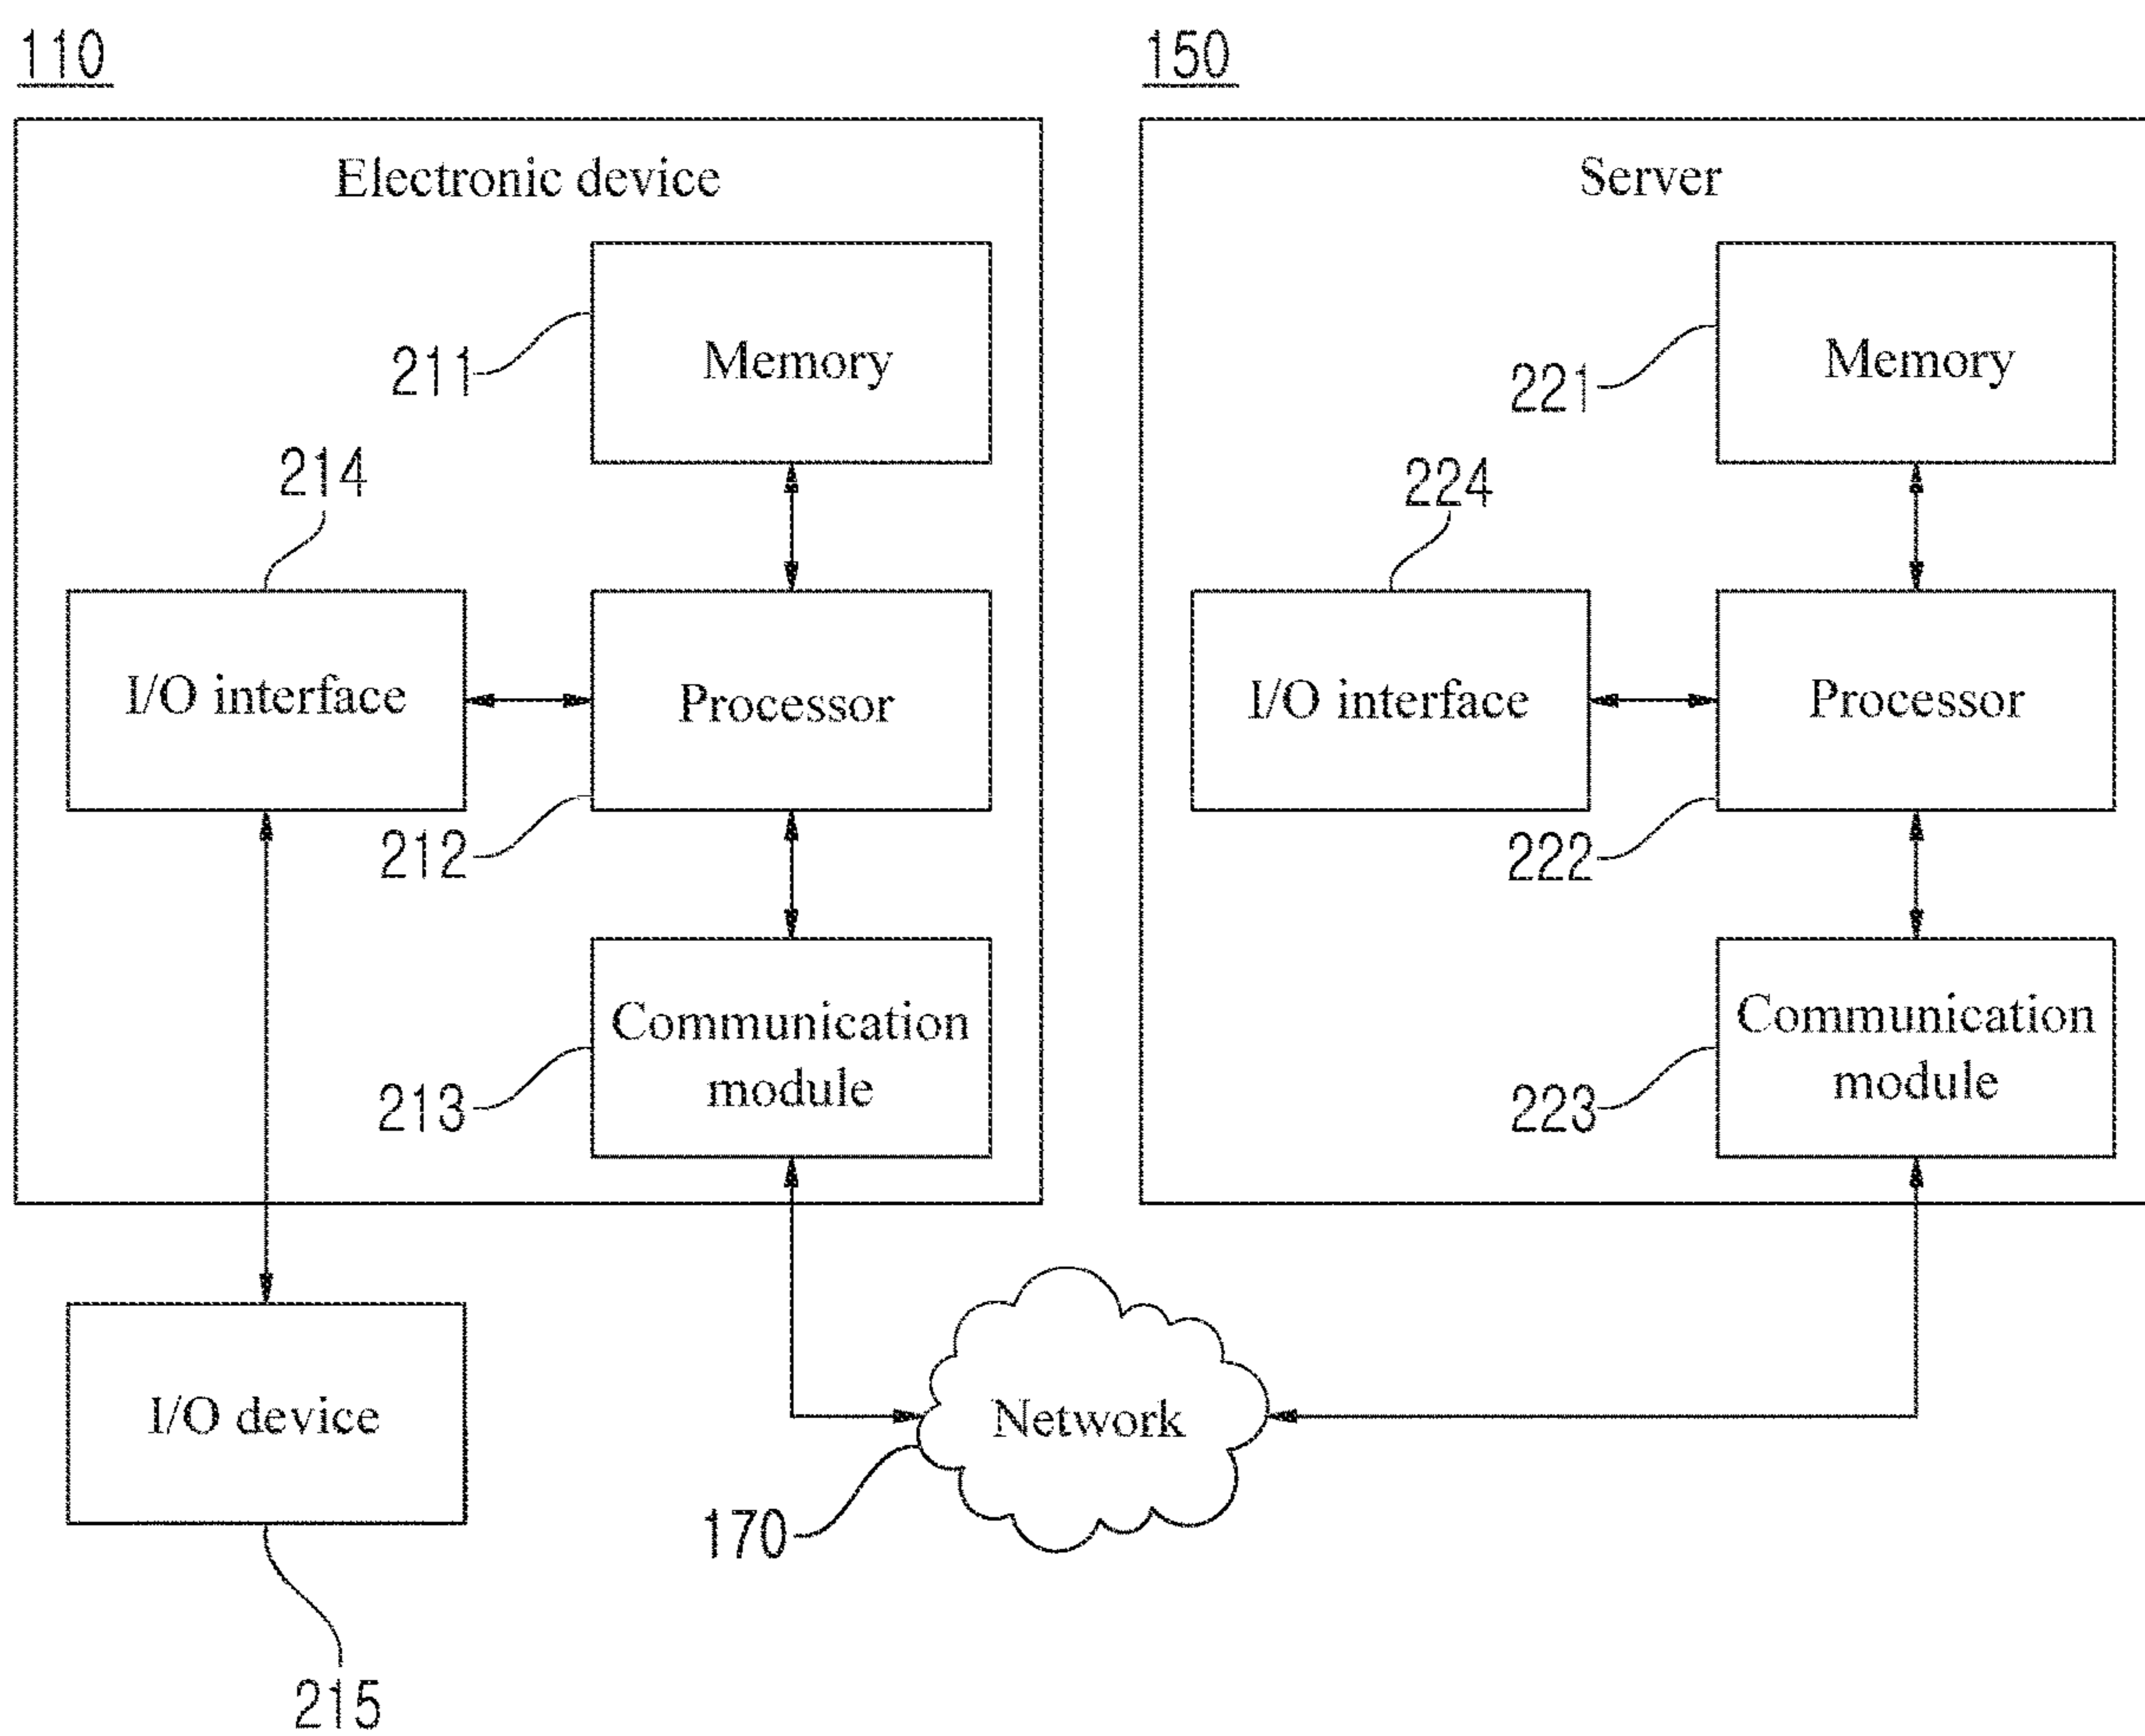 110
150
Electronic device
Server
211
Memory
221
Memory
214
224
I/O interface
Processor
I/O interface
Processor
212
222
Communication
module
213
Communication
module
223
I/O device
Network
170
215